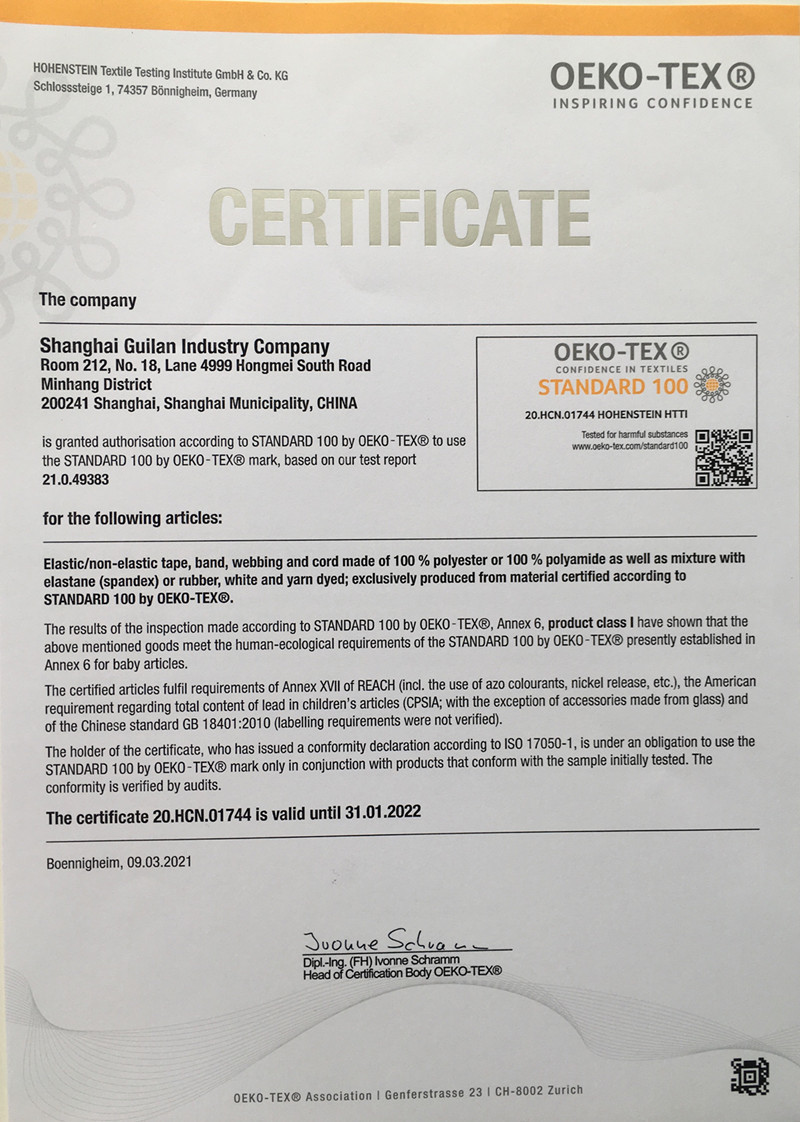 HOHENSTEIN Textile Testing Institute GmbH & Co. KG
Schlosssteige 1, 74357 Bönnigheim, Germany
OEKO-TEX®
INSPIRING CONFIDENCE
CERTIFICATE
The company
Shanghai Guilan Industry Company
Room 212, No. 18, Lane 4999 Hongmei South Road
Minhang District
200241 Shanghai, Shanghai Municipality, CHINA
is granted authorisation according to STANDARD 100 by OEKO-TEX® to use
the STANDARD 100 by OEKO-TEX® mark, based on our test report
21.0.49383
OEKO-TEX®
CONFIDENCE IN TEXTILES
STANDARD 100
20.HCN.01744 HOHENSTEIN HTTI
Tested for harmful substances
www.oeko-tex.com/standard100
for the following articles:
Elastic/non-elastic tape, band, webbing and cord made of 100 % polyester or 100 % polyamide as well as mixture with
elastane (spandex) or rubber, white and yarn dyed; exclusively produced from material certified according to
STANDARD 100 by OEKO-TEX®.
The results of the inspection made according to STANDARD 100 by OEKO-TEX®, Annex 6, product class I have shown that the
above mentioned goods meet the human-ecological requirements of the STANDARD 100 by OEKO-TEX® presently established in
Annex 6 for baby articles.
The certified articles fulfil requirements of Annex XVII of REACH (incl. the use of azo colourants, nickel release, etc.), the American
requirement regarding total content of lead in children's articles (CPSIA; with the exception of accessories made from glass) and
of the Chinese standard GB 18401:2010 (labelling requirements were not verified).
The holder of the certificate, who has issued a conformity declaration according to ISO 17050-1, is under an obligation to use the
STANDARD 100 by OEKO-TEX® mark only in conjunction with products that conform with the sample initially tested. The
conformity is verified by audits.
The certificate 20.HCN.01744 is valid until 31.01.2022
Boennigheim, 09.03.2021
Ivonne Schramm
Dipl.-Ing. (FH) Ivonne Schramm
Head of Certification Body OEKO-TEX®
OEKO-TEX® Association | Genferstrasse 23 | CH-8002 Zurich